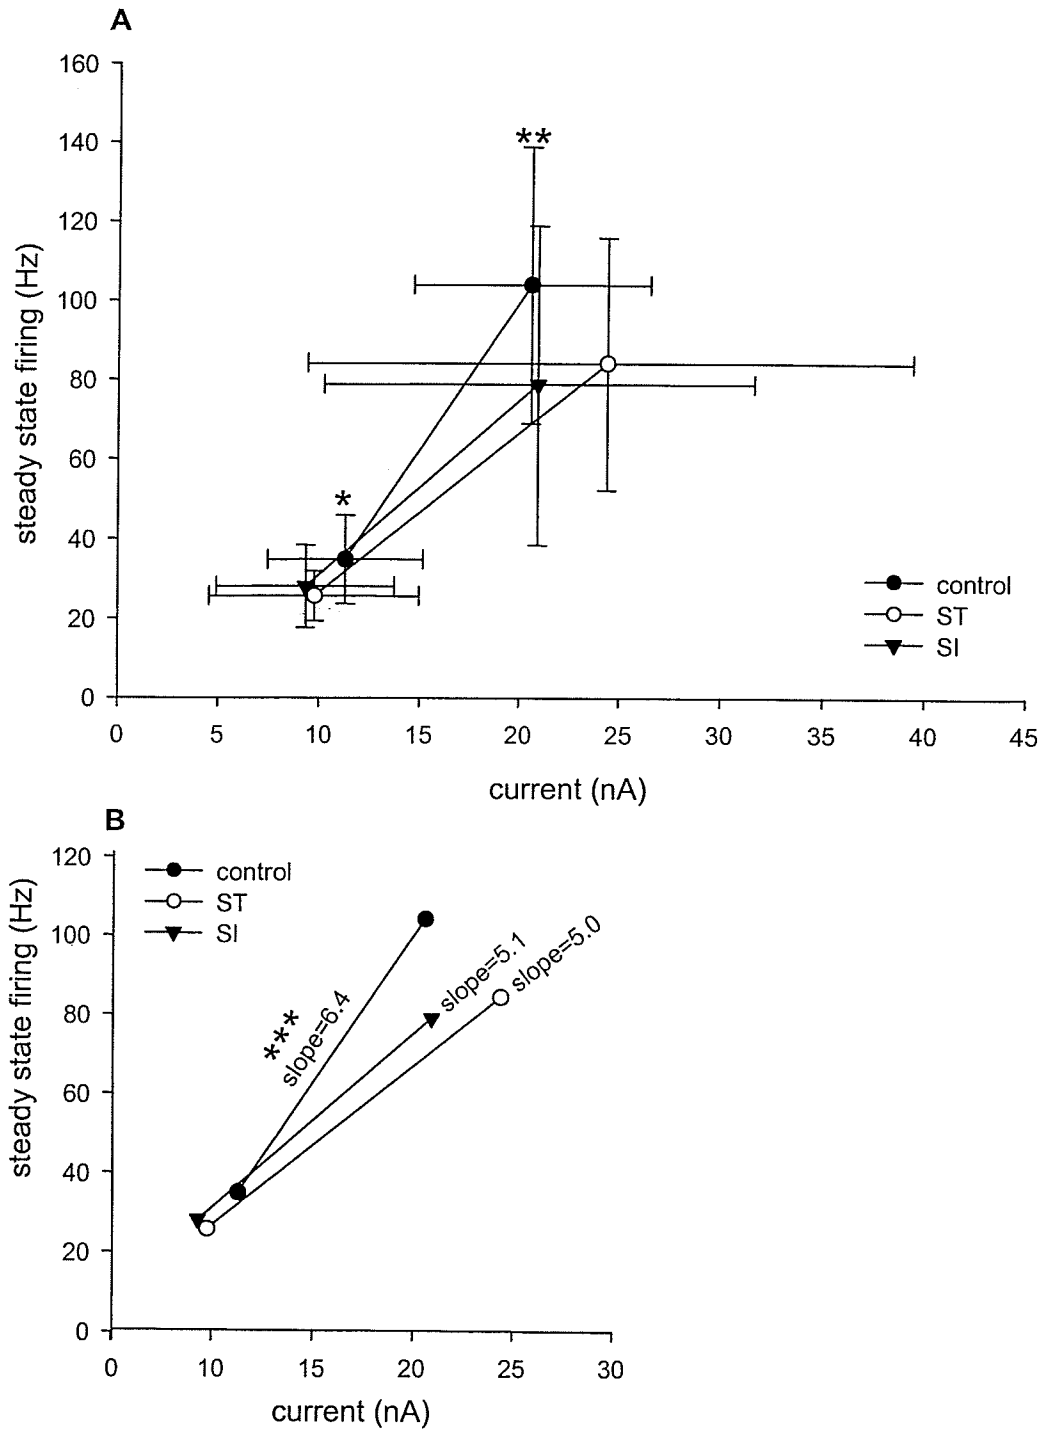 A
160
140
120
100
80
60
40
20
0
steady state firing (Hz)
**
*
control
ST
SI
0 5 10 15 20 25 30 35 40 45
current (nA)
B
120
100
80
60
40
20
0
steady state firing (Hz)
control
ST
SI
***
slope=6.4
slope=5.1
slope=5.0
0 10 15 20 25 30
current (nA)